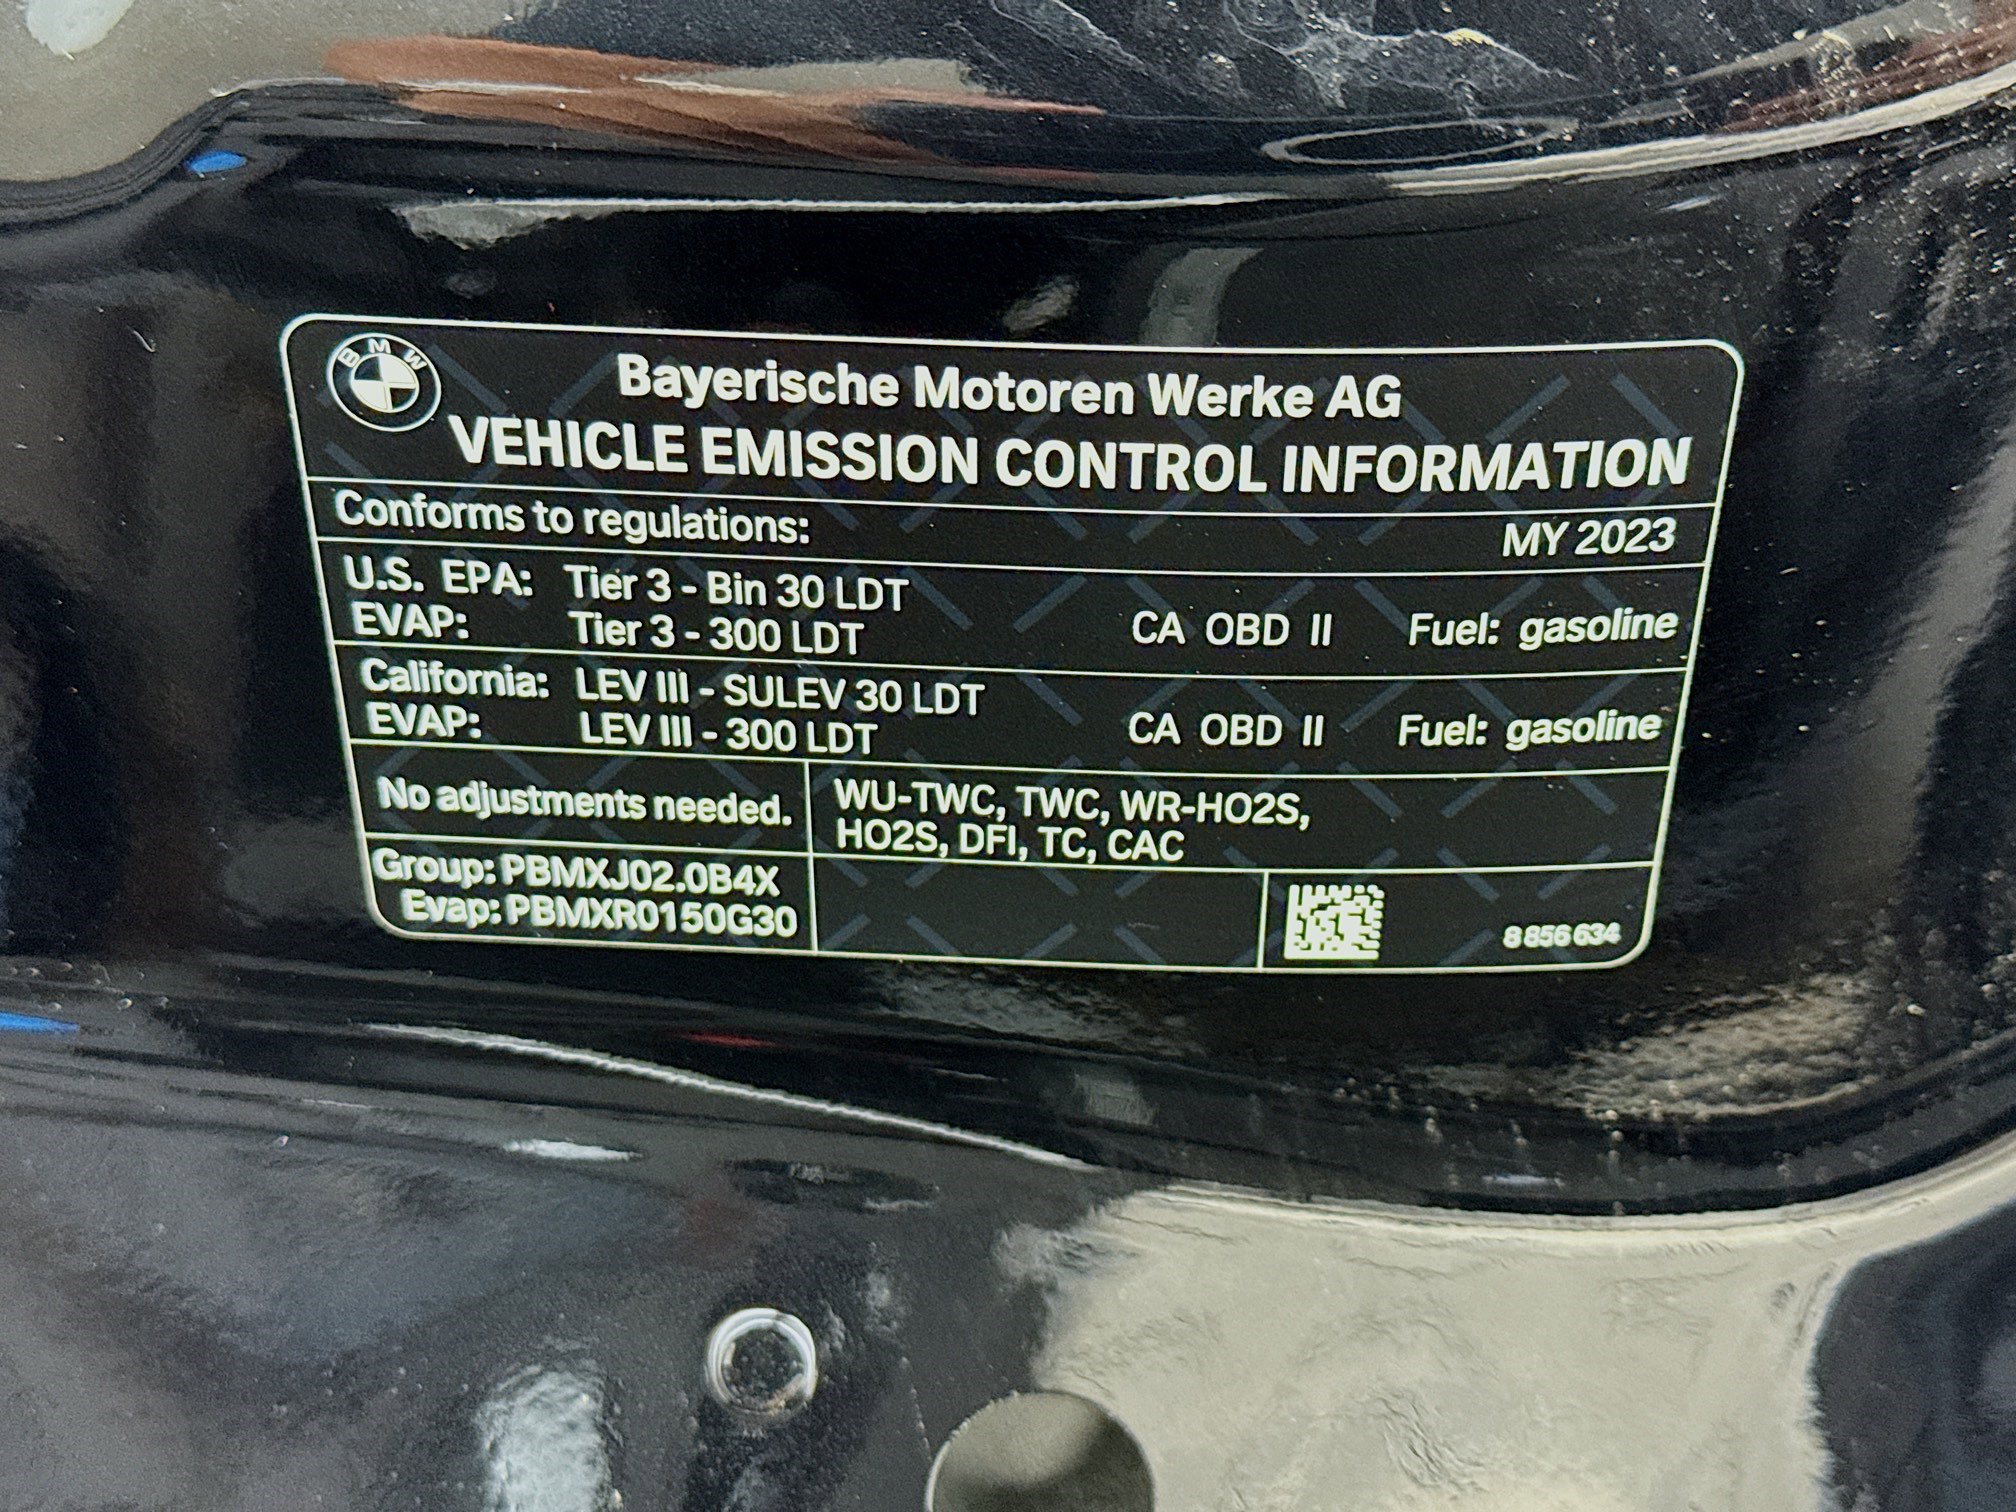 BMW
Bayerische Motoren Werke AG
VEHICLE EMISSION CONTROL INFORMATION
Conforms to regulations: MY 2023
U.S. EPA: Tier 3 - Bin 30 LDT
EVAP: Tier 3 - 300 LDT CA OBD II Fuel: gasoline
California: LEV III - SULEV 30 LDT
EVAP: LEV III - 300 LDT CA OBD II Fuel: gasoline
No adjustments needed.
WU-TWC, TWC, WR-HO2S,
HO2S, DFI, TC, CAC
Group: PBMXJ02.0B4X
Evap: PBMXR0150G30
8 856 634